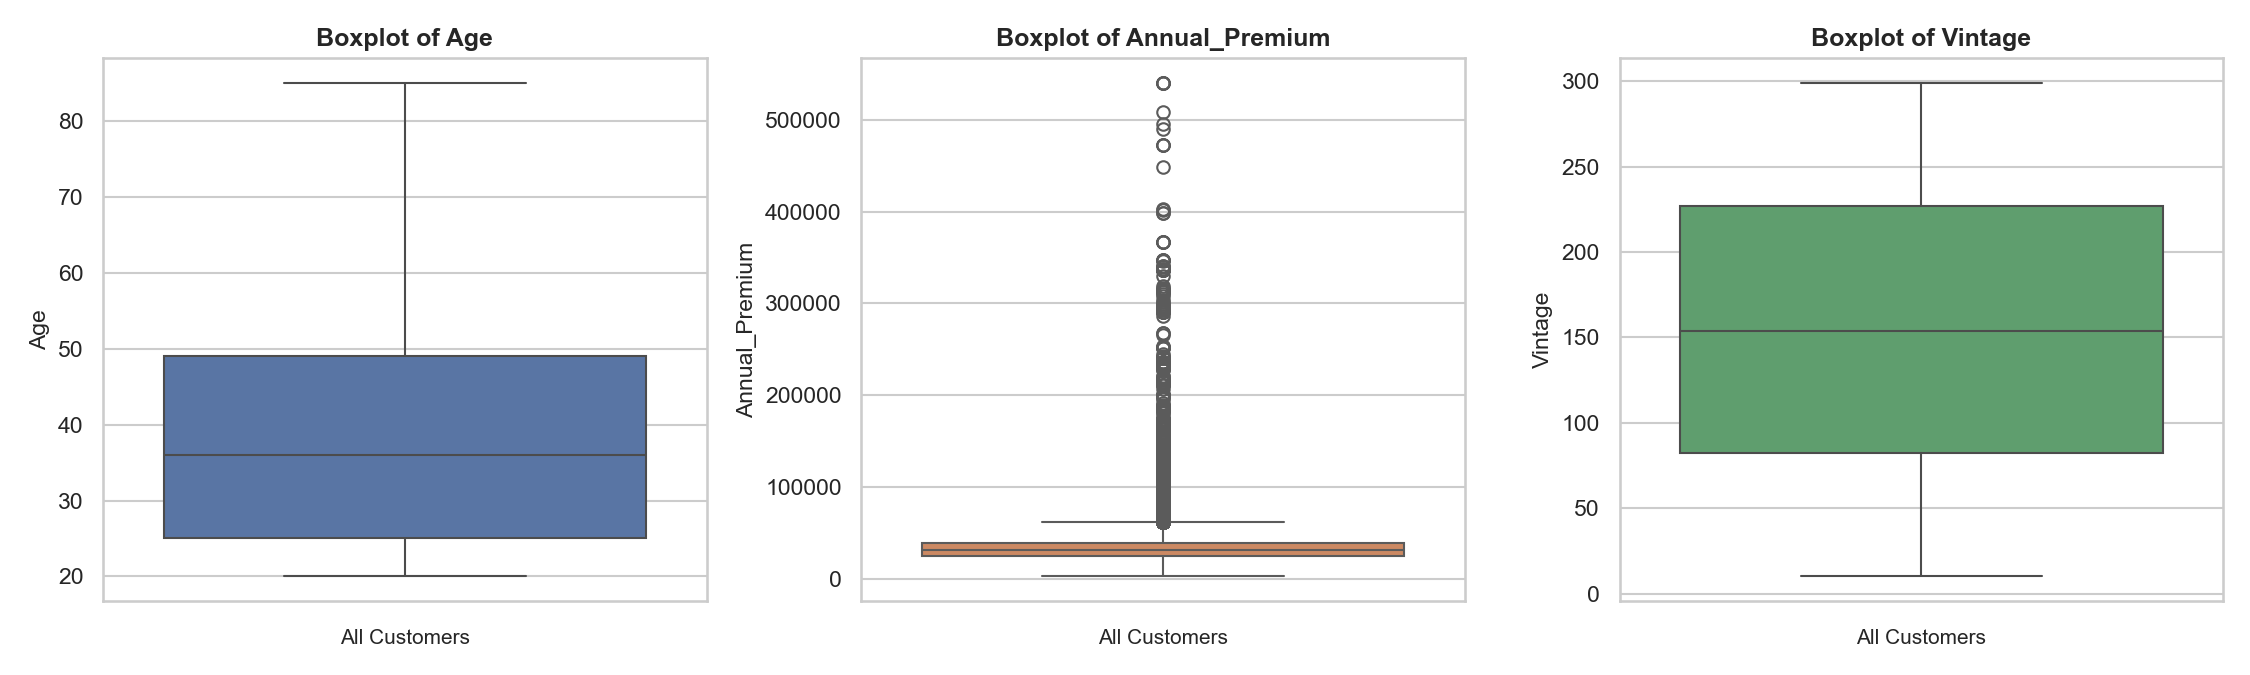 Boxplot of Age
Age
80
70
60
50
40
30
20
All Customers
Boxplot of Annual_Premium
Annual_Premium
500000
400000
300000
200000
100000
0
All Customers
Boxplot of Vintage
Vintage
300
250
200
150
100
50
0
All Customers